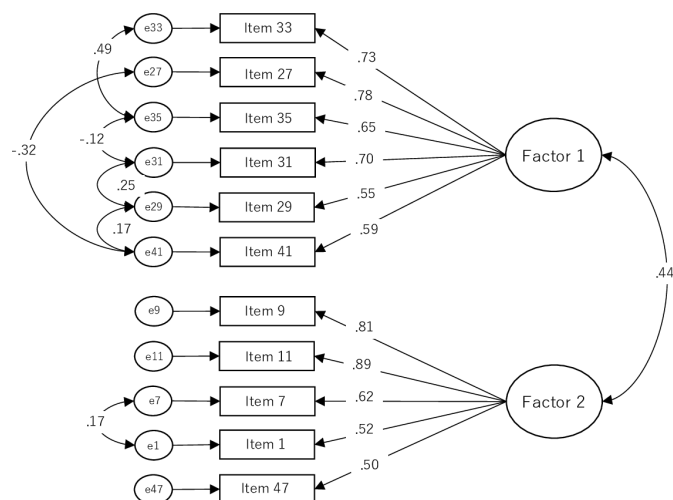 e33
Item 33
.73
.49
e27
Item 27
.78
e35
Item 35
.65
-.12
-.32
e31
Item 31
.70
Factor 1
.25
e29
Item 29
.55
.17
e41
Item 41
.59
.44
e9
Item 9
.81
e11
Item 11
.89
e7
Item 7
.62
Factor 2
.17
e1
Item 1
.52
e47
Item 47
.50